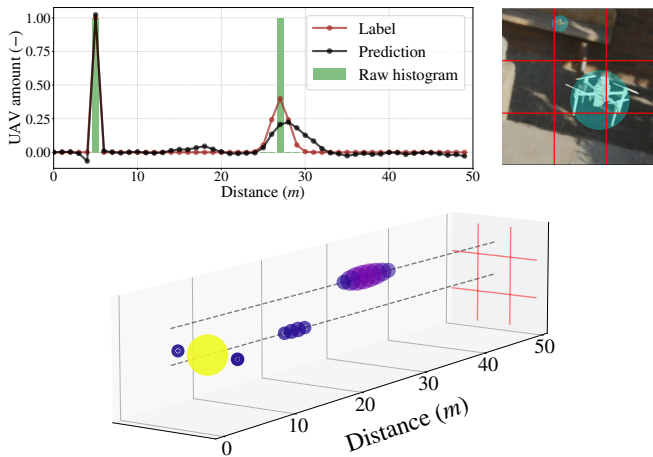 1.00
0.75
0.50
0.25
0.00
UAV amount (−)
Label
Prediction
Raw histogram
0 10 20 30 40 50
Distance (m)
0 10 20 30 40 50
Distance (m)